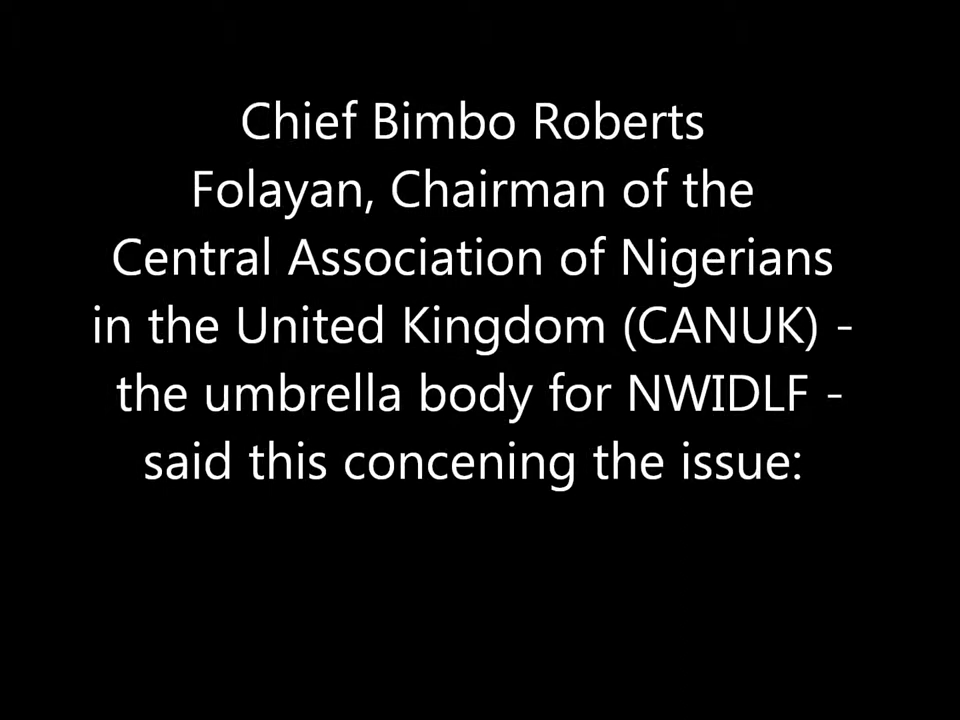 Chief Bimbo Roberts
Folayan, Chairman of the
Central Association of Nigerians
in the United Kingdom (CANUK) -
the umbrella body for NWIDLF -
said this concening the issue: